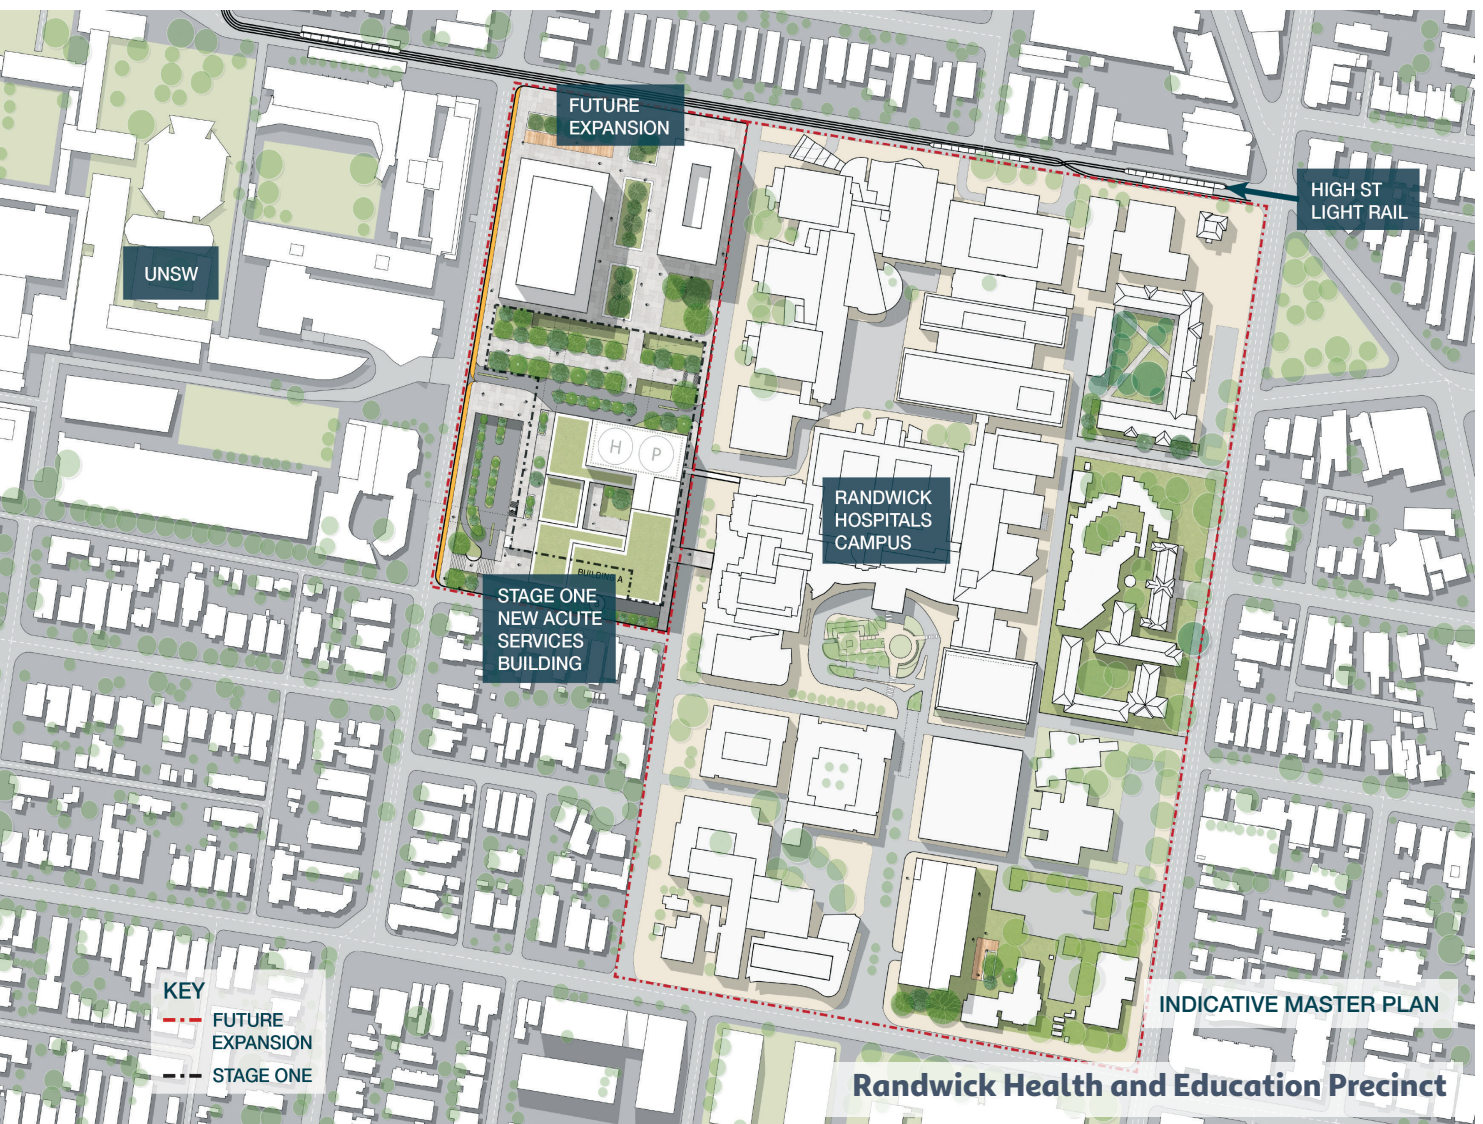 FUTURE
EXPANSION
HIGH ST
LIGHT RAIL
UNSW
H
P
RANDWICK
HOSPITALS
CAMPUS
BUILDING A
STAGE ONE
NEW ACUTE
SERVICES
BUILDING
KEY
FUTURE
EXPANSION
STAGE ONE
INDICATIVE MASTER PLAN
Randwick Health and Education Precinct